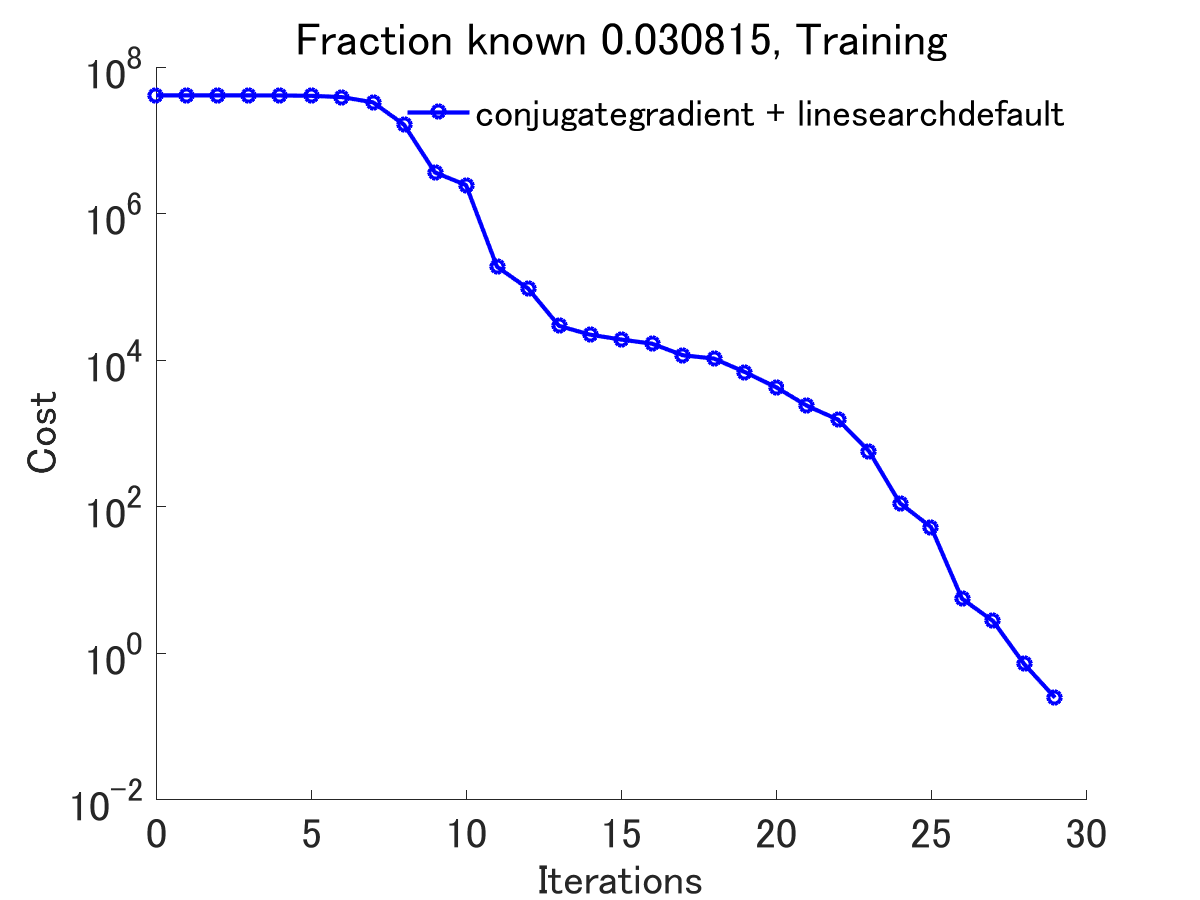 Fraction known 0.030815, Training
conjugategradient + linesearchdefault
Cost
10^8
10^6
10^4
10^2
10^0
10^-2
0 5 10 15 20 25 30
Iterations